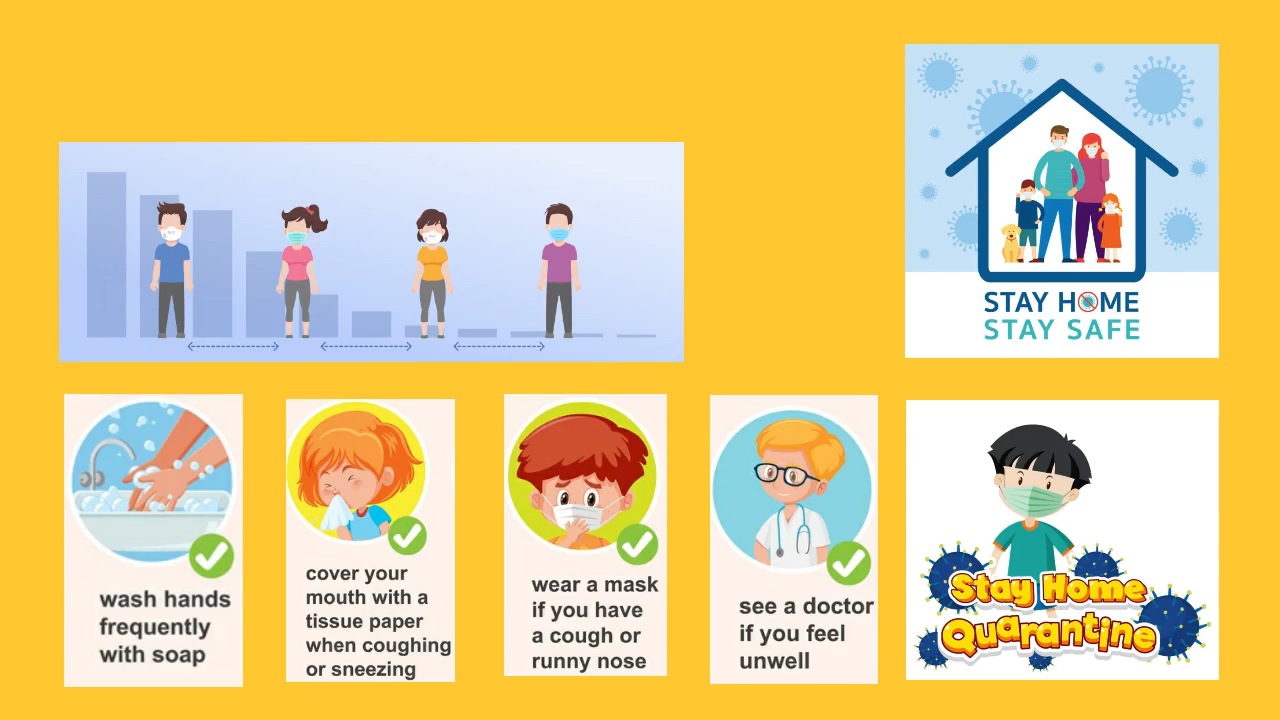 STAY HOME
STAY SAFE
wash hands
frequently
with soap
cover your
mouth with a
tissue paper
when coughing
or sneezing
wear a mask
if you have
a cough or
runny nose
see a doctor
if you feel
unwell
Stay Home
Quarantine